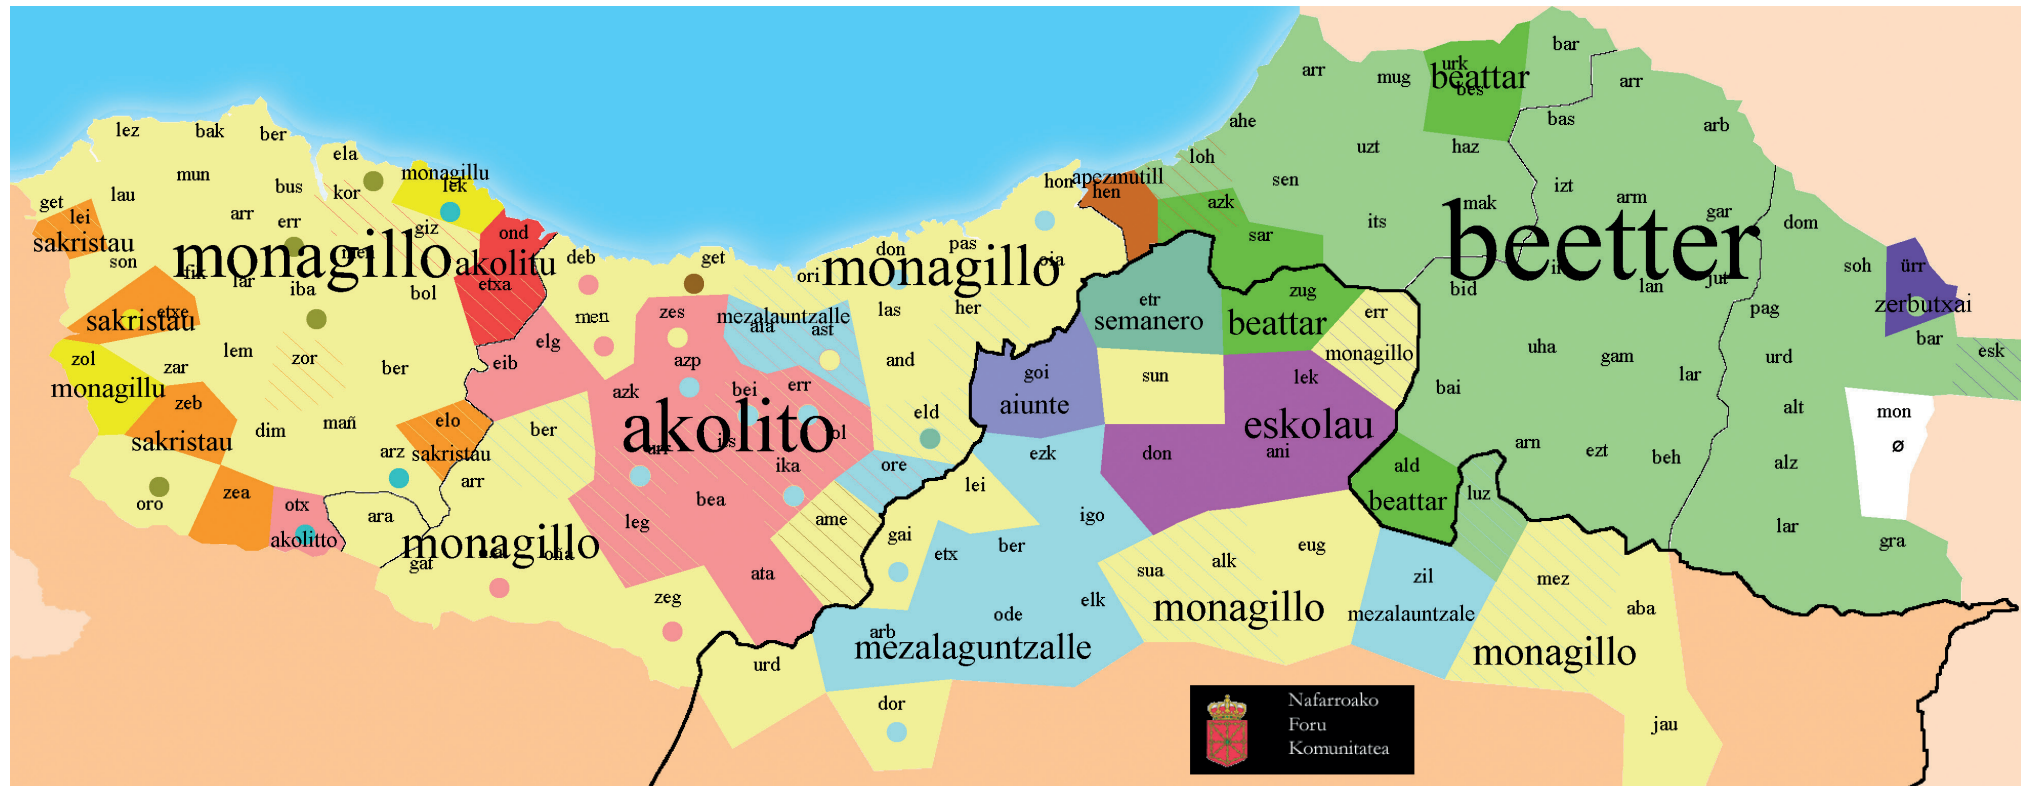 bar
arr
mug
urk
beattar
bes
arr
lez
bak
ber
ahe
bas
arb
ela
loh
uzt
haz
mun
monagillu
lek
hon
apezmutill
hen
sen
izt
lau
bus
kor
get
lei
arr
err
giz
ond
azk
its
mak
arm
gar
dom
sakristau
son
monagillo
men
akolitu
deb
get
don
pas
sar
beetter
fik
lar
iba
bol
etxa
ori
monagillo
oia
bid
lan
jut
soh
ürr
etxe
sakristau
men
zes
mezalauntzalle
ala
ast
las
her
etr
semanero
zug
beattar
err
pag
zerbutxai
bar
zol
zar
lem
zor
ber
eib
elg
azp
and
goi
sun
lek
monagillo
uha
gam
urd
esk
monagillu
zeb
azk
bei
err
aiunte
bai
lar
sakristau
dim
mañ
elo
ber
akolito
ol
eld
eskolau
alt
mon
ø
arz
sakristau
urr
its
ika
ore
ezk
don
ani
ald
arn
ezt
beh
alz
oro
zea
otx
arr
bea
lei
beattar
luz
akolitto
ara
leg
ame
igo
lar
gat
monagillo
oña
gai
etx
ber
eug
gra
ata
sua
alk
zil
mez
zeg
ode
elk
monagillo
mezalauntzale
aba
arb
mezalaguntzalle
monagillo
urd
dor
jau
Nafarroako
Foru
Komunitatea